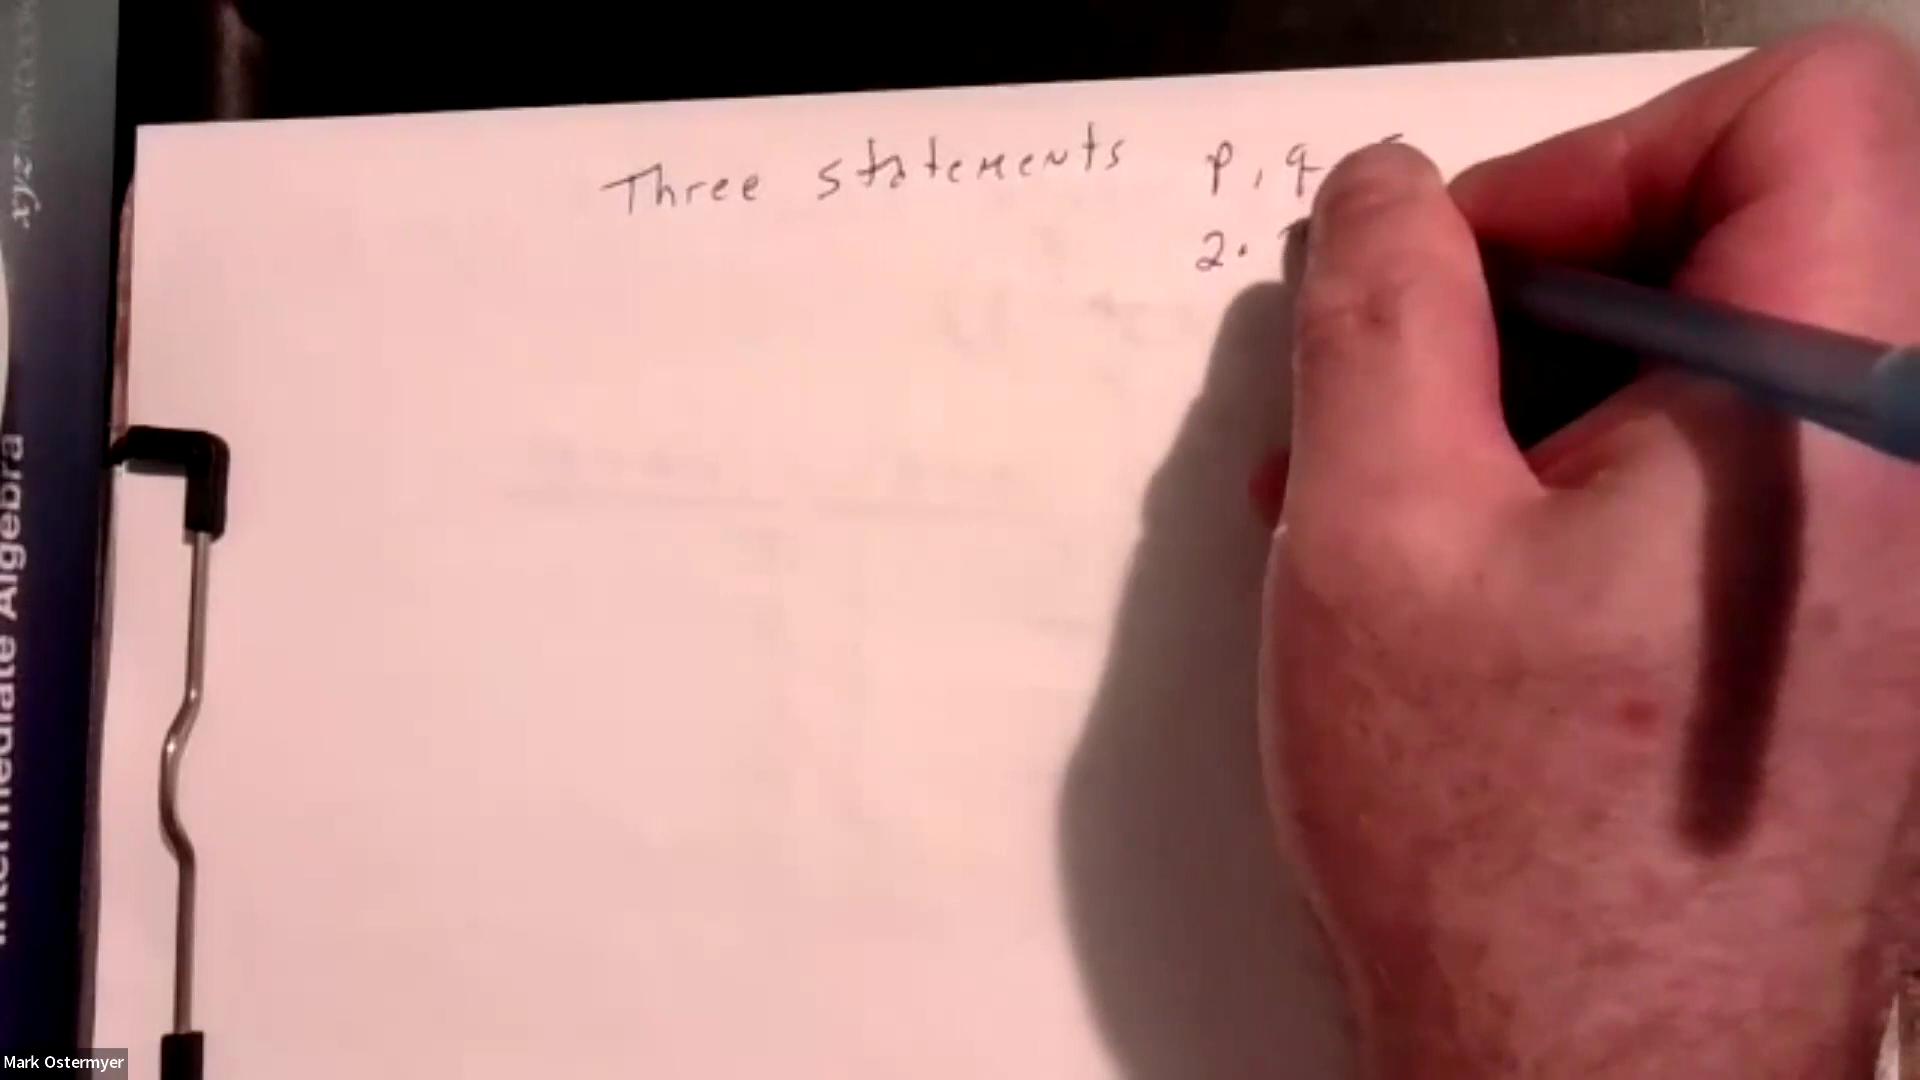 Three statements p, q
2.
Intermediate Algebra
Mark Ostermyer